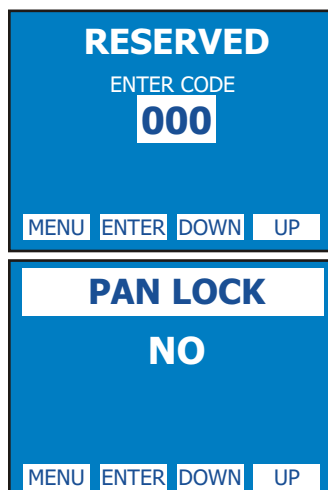 RESERVED
ENTER CODE
000
MENU ENTER DOWN UP
PAN LOCK
NO
MENU ENTER DOWN UP